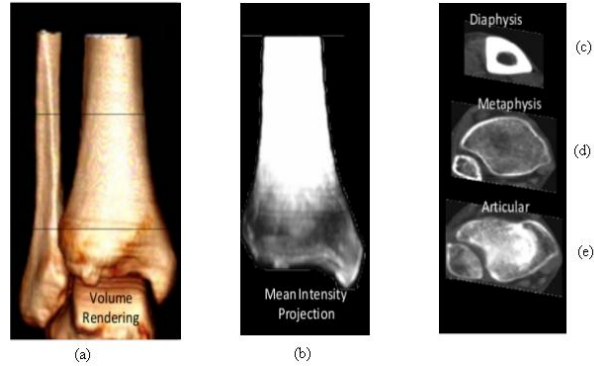 Diaphysis
(c)
Metaphysis
(d)
Articular
(e)
Volume
Rendering
Mean Intensity
Projection
(a)
(b)